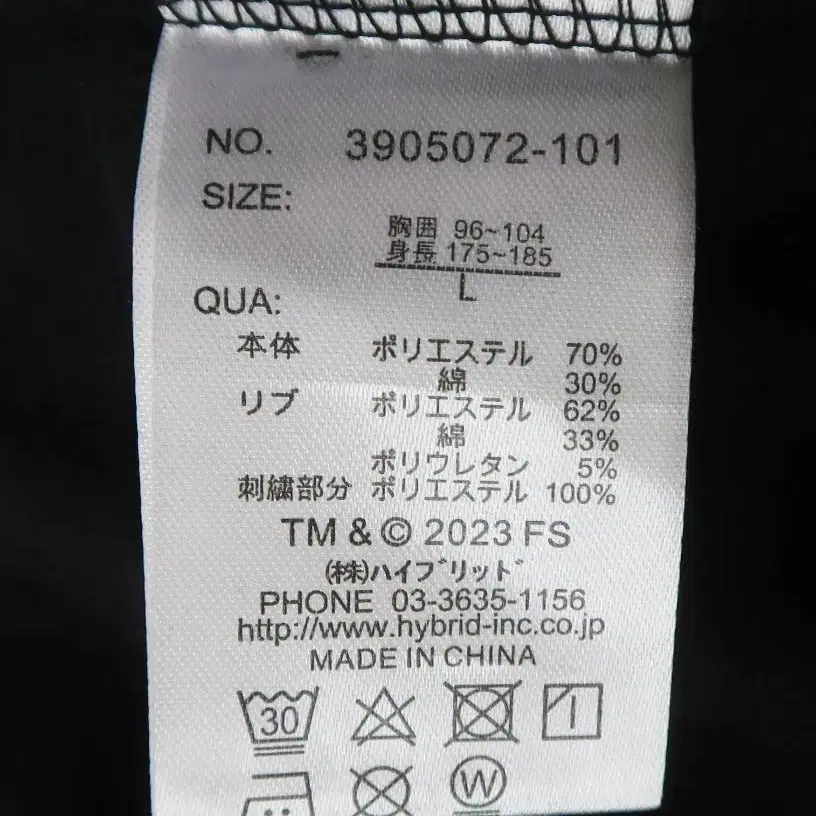 NO. 3905072-101
SIZE:
胸囲 96~104
身長 175~185
L
QUA:
本体 ポリエステル 70%
綿 30%
リブ ポリエステル 62%
綿 33%
ポリウレタン 5%
刺繍部分 ポリエステル 100%
TM & © 2023 FS
(株)ハイブリッド
PHONE 03-3635-1156
http://www.hybrid-inc.co.jp
MADE IN CHINA
30
W